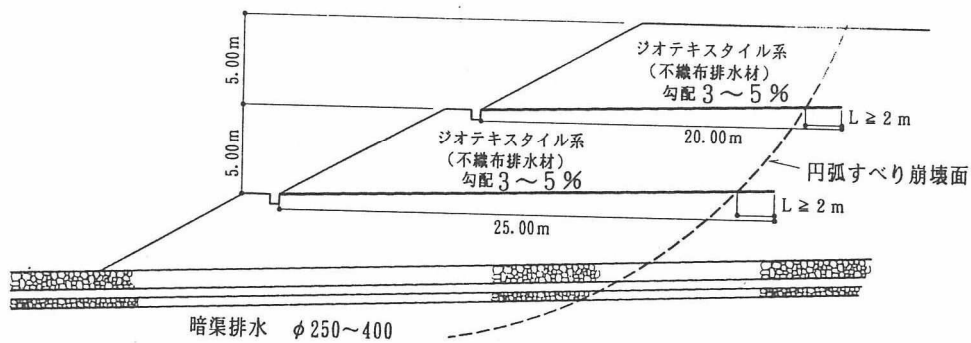 5.00m
ジオテキスタイル系
（不織布排水材）
勾配 3～5％
20.00m
L≧2m
5.00m
ジオテキスタイル系
（不織布排水材）
勾配 3～5％
25.00m
L≧2m
円弧すべり崩壊面
暗渠排水 φ250～400